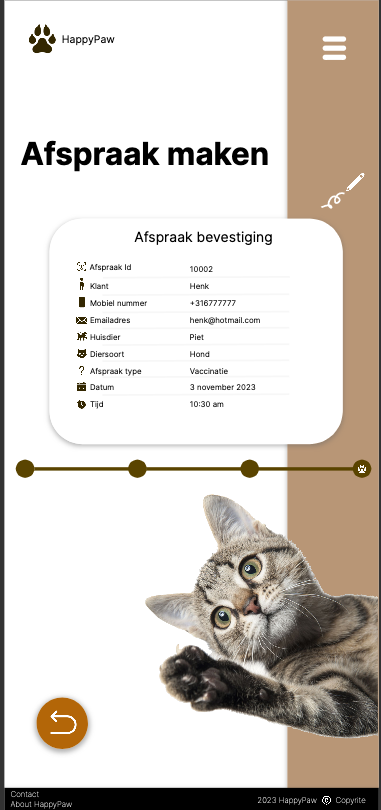 HappyPaw
Afspraak maken
Afspraak bevestiging
Afspraak Id 10002
Klant Henk
Mobiel nummer +316777777
Emailadres henk@hotmail.com
Huisdier Piet
Diersoort Hond
Afspraak type Vaccinatie
Datum 3 november 2023
Tijd 10:30 am
Contact
About HappyPaw
2023 HappyPaw © Copyrite